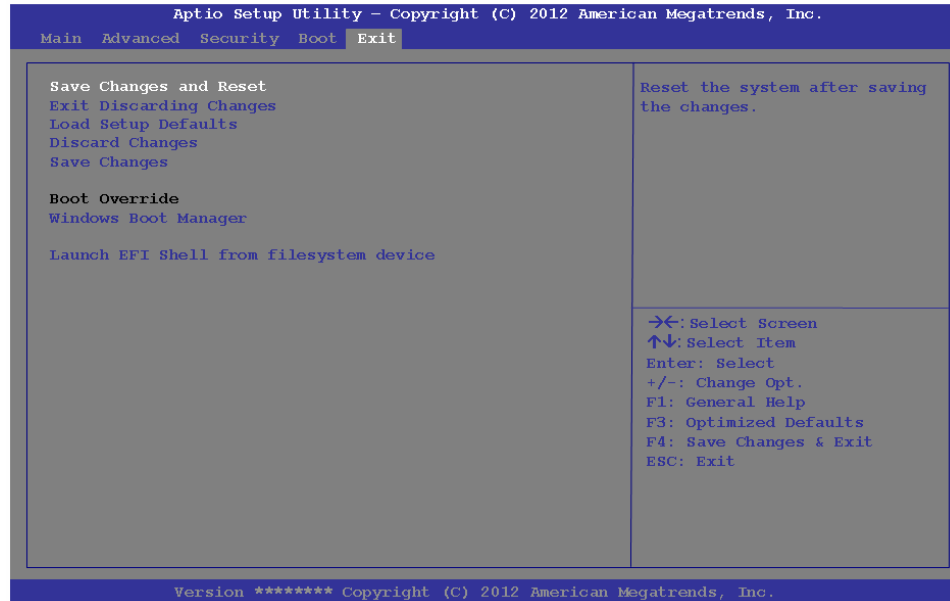 Aptio Setup Utility – Copyright (C) 2012 American Megatrends, Inc.
Main Advanced Security Boot Exit
Save Changes and Reset
Exit Discarding Changes
Load Setup Defaults
Discard Changes
Save Changes
Boot Override
Windows Boot Manager
Launch EFI Shell from filesystem device
Reset the system after saving
the changes.
→←: Select Screen
↑↓: Select Item
Enter: Select
+/-: Change Opt.
F1: General Help
F3: Optimized Defaults
F4: Save Changes & Exit
ESC: Exit
Version ******** Copyright (C) 2012 American Megatrends, Inc.